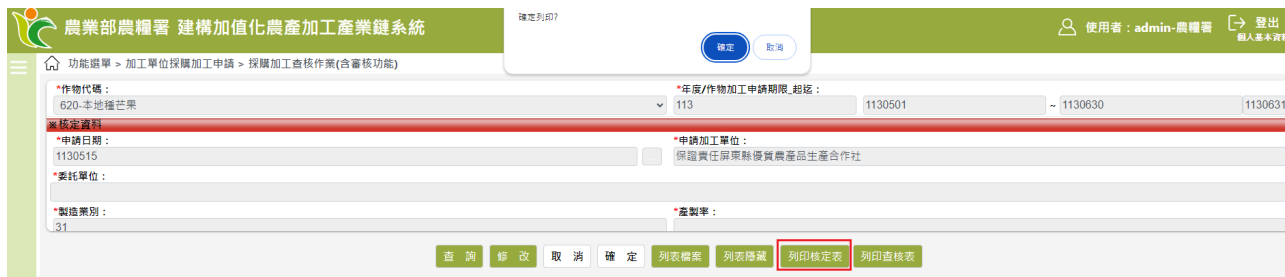 農業部農糧署 建構加值化農產加工產業鏈系統
確定列印?
確定 取消
使用者：admin-農糧署
登出
個人基本資料
功能選單 > 加工單位採購加工申請 > 採購加工查核作業(含審核功能)
*作物代碼： *年度/作物加工申請期限_起迄：
620-本地種芒果 113 1130501 ~ 1130630 1130631
※核定資料
*申請日期： *申請加工單位：
1130515 保證責任屏東縣優質農產品生產合作社
*委託單位：
*製造業別： *產製率：
31
查 詢 修 改 取 消 確 定 列表檔案 列表隱藏 列印核定表 列印查核表